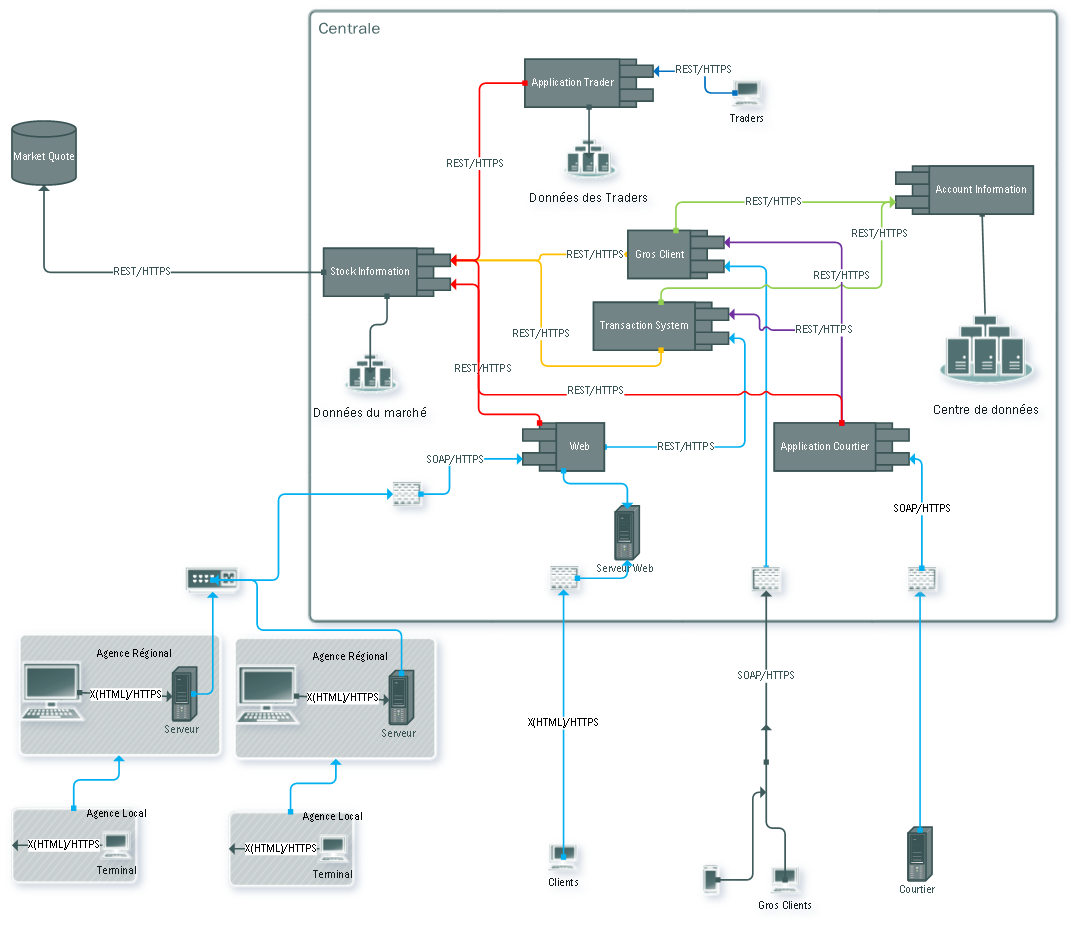 Centrale
Application Trader
REST/HTTPS
Traders
Market Quote
REST/HTTPS
Données des Traders
Account Information
REST/HTTPS
REST/HTTPS
Gros Client
REST/HTTPS
REST/HTTPS
Stock Information
REST/HTTPS
Transaction System
REST/HTTPS
REST/HTTPS
REST/HTTPS
REST/HTTPS
Données du marché
Centre de données
Web
REST/HTTPS
Application Courtier
SOAP/HTTPS
SOAP/HTTPS
Serveur Web
Agence Régional
X(HTML)/HTTPS
Serveur
Agence Régional
X(HTML)/HTTPS
Serveur
SOAP/HTTPS
X(HTML)/HTTPS
Agence Local
X(HTML)/HTTPS
Terminal
Agence Local
X(HTML)/HTTPS
Terminal
Clients
Gros Clients
Courtier